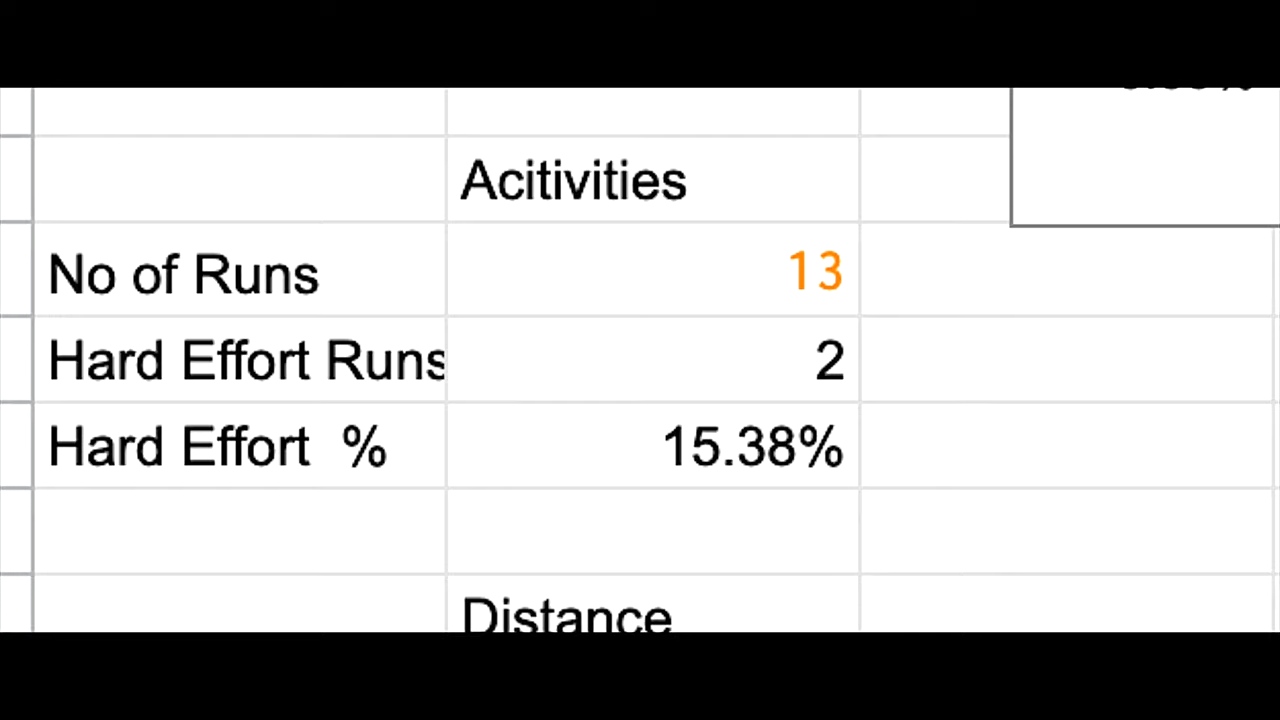 Acitivities
No of Runs 13
Hard Effort Runs 2
Hard Effort % 15.38%
Distance